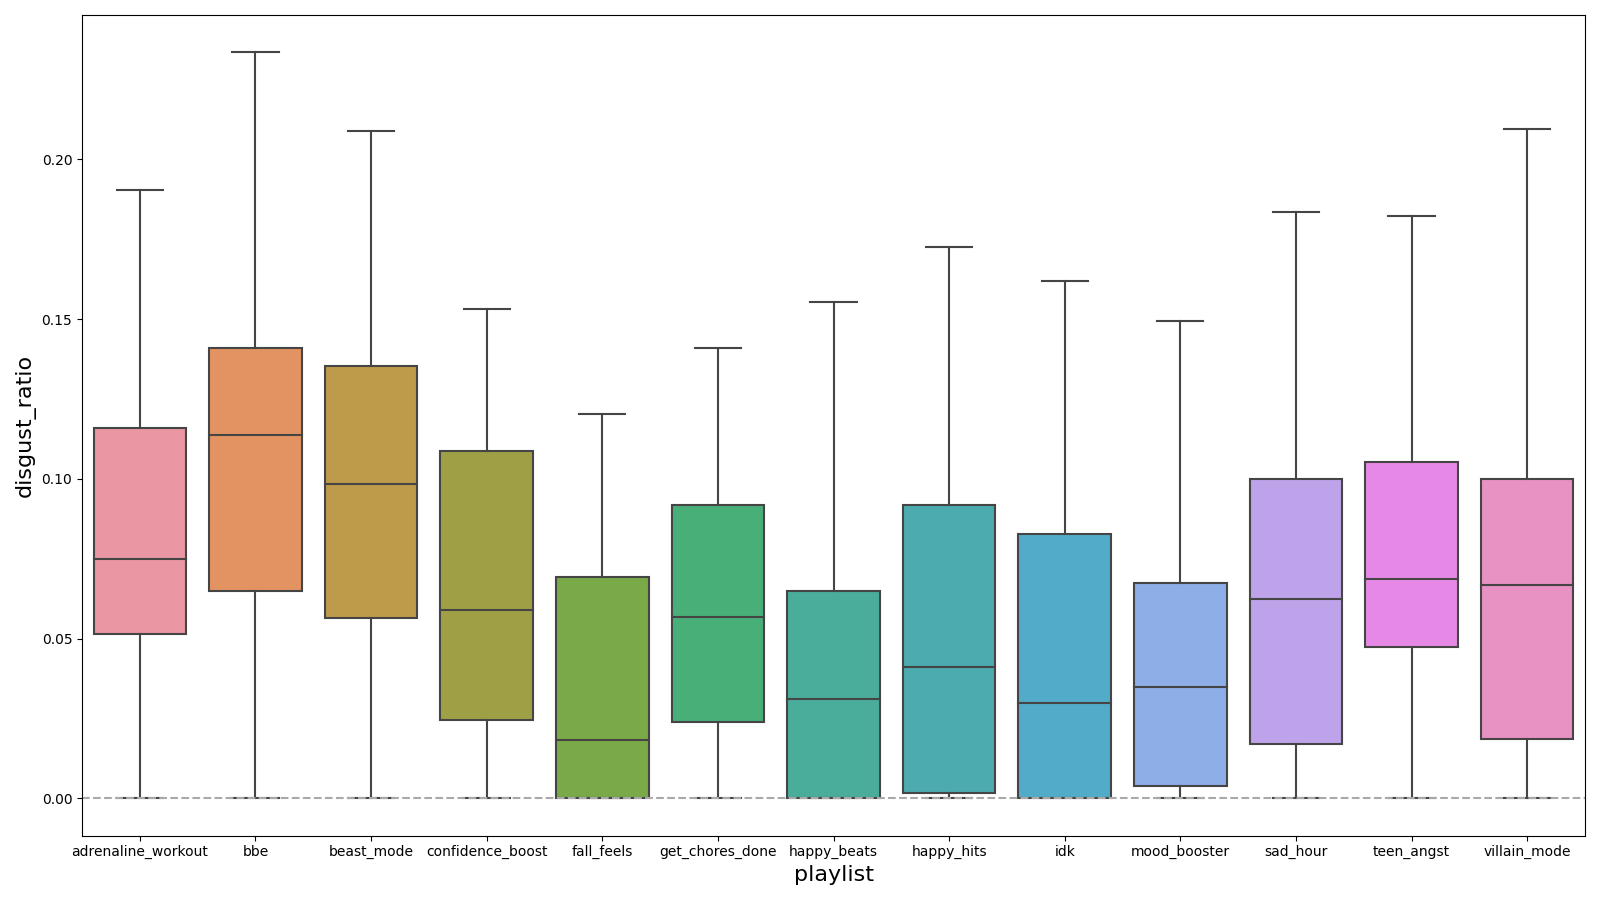 disgust_ratio
0.20
0.15
0.10
0.05
0.00
adrenaline_workout bbe beast_mode confidence_boost fall_feels get_chores_done happy_beats happy_hits idk mood_booster sad_hour teen_angst villain_mode
playlist